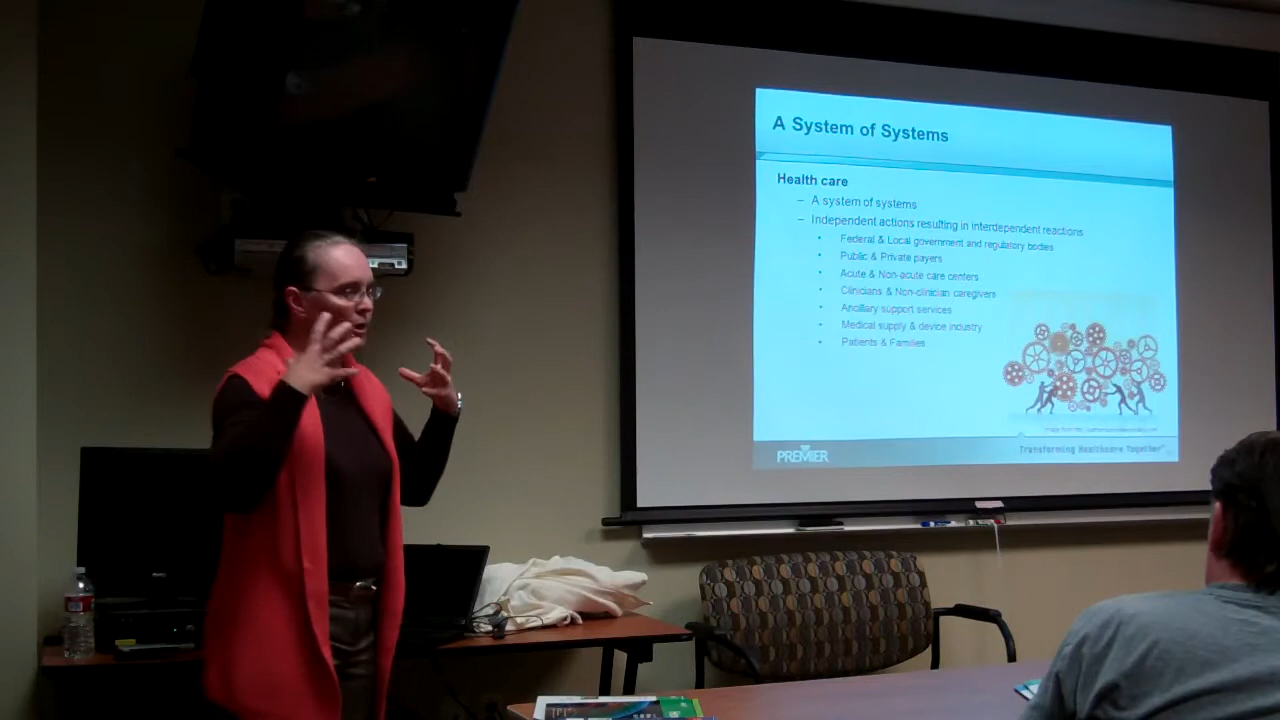 A System of Systems
Health care
– A system of systems
– Independent actions resulting in interdependent reactions
• Federal & Local government and regulatory bodies
• Public & Private payers
• Acute & Non-acute care centers
• Clinicians & Non-clinician caregivers
• Ancillary support services
• Medical supply & device industry
• Patients & Families
PREMIER
Transforming Healthcare Together